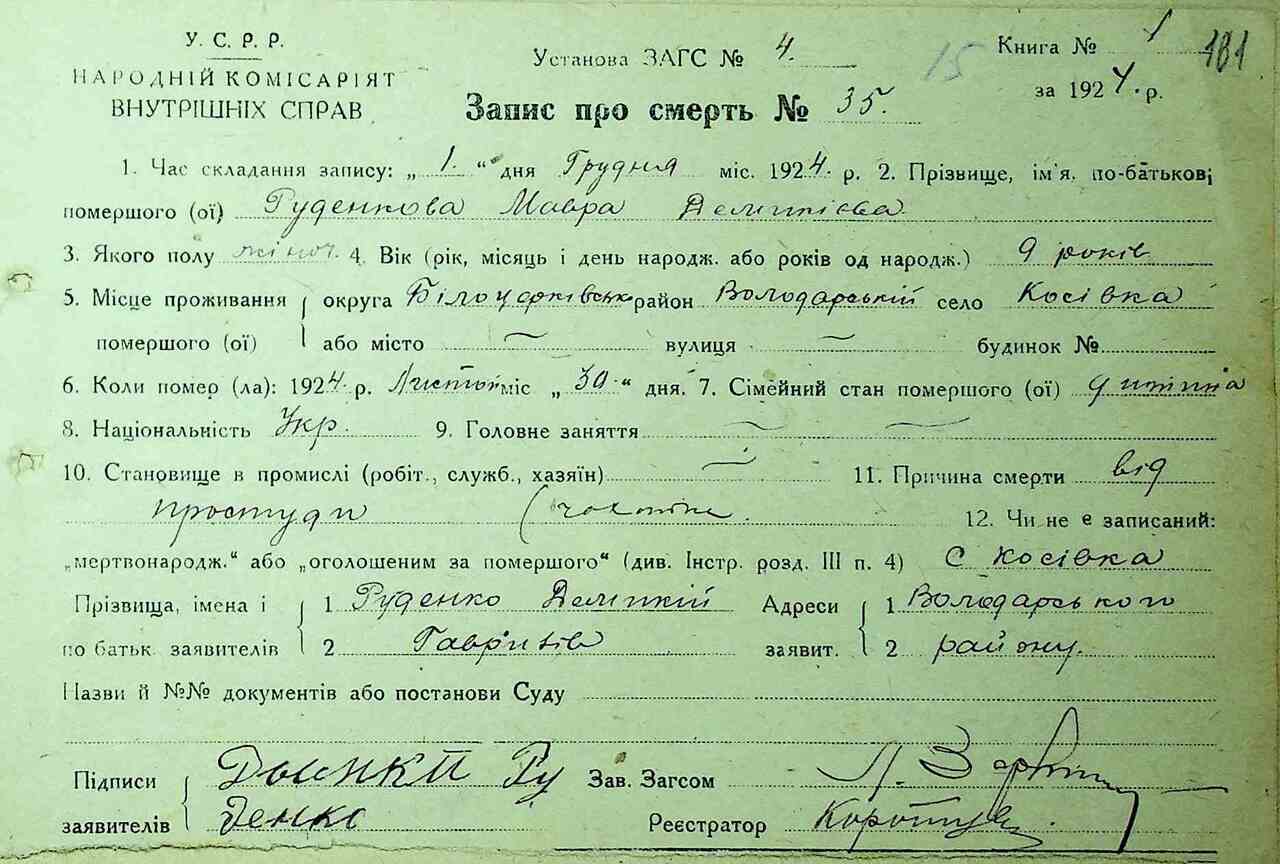 У. С. Р. Р.
НАРОДНІЙ КОМІСАРІЯТ
ВНУТРІШНІХ СПРАВ
Установа ЗАГС № 4.
15
Книга № 1
181
за 1924. р.
Запис про смерть № 35.
1. Час складання запису: „ 1. “ дня Грудня міс. 1924. р. 2. Прізвище, ім'я, по-батькові
помершого (ої) Руденкова Мавра
3. Якого полу жіноч. 4. Вік (рік, місяць і день народж. або років од народж.) 9 років
5. Місце проживання округа Білоцерківськ район Володарській село Косівка
помершого (ої) або місто — вулиця — будинок №
6. Коли помер (ла): 1924. р. Листоп міс „ 30. “ дня. 7. Сімейний стан помершого (ої) дитина
8. Національність Укр. 9. Головне заняття — —
10. Становище в промислі (робіт., служб., хазяїн) — 11. Причина смерти від
простуди 12. Чи не є записаний:
„мертвонародж.“ або „оголошеним за помершого“ (див. Інстр. розд. III п. 4) С Косівка
Прізвища, імена і 1 Руденко Адреси 1 Володарського
по батьк. заявителів 2 заявит. 2 району.
Назви й №№ документів або постанови Суду
Підписи Ру Зав. Загсом
заявителів денко Реєстратор